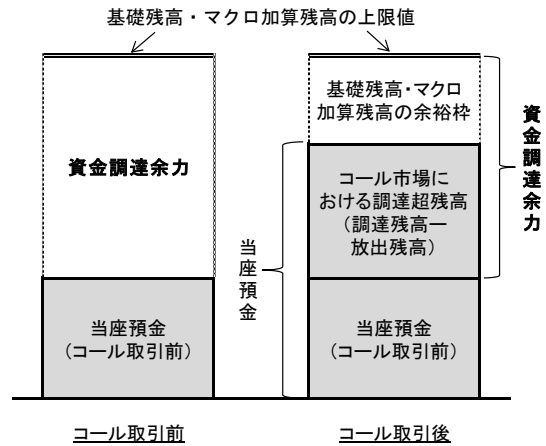 基礎残高・マクロ加算残高の上限値
資金調達余力
当座預金
(コール取引前)
コール取引前
基礎残高・マクロ
加算残高の余裕枠
コール市場に
おける調達超残高
(調達残高－
放出残高)
当座預金
(コール取引前)
当座預金
資金調達余力
コール取引後